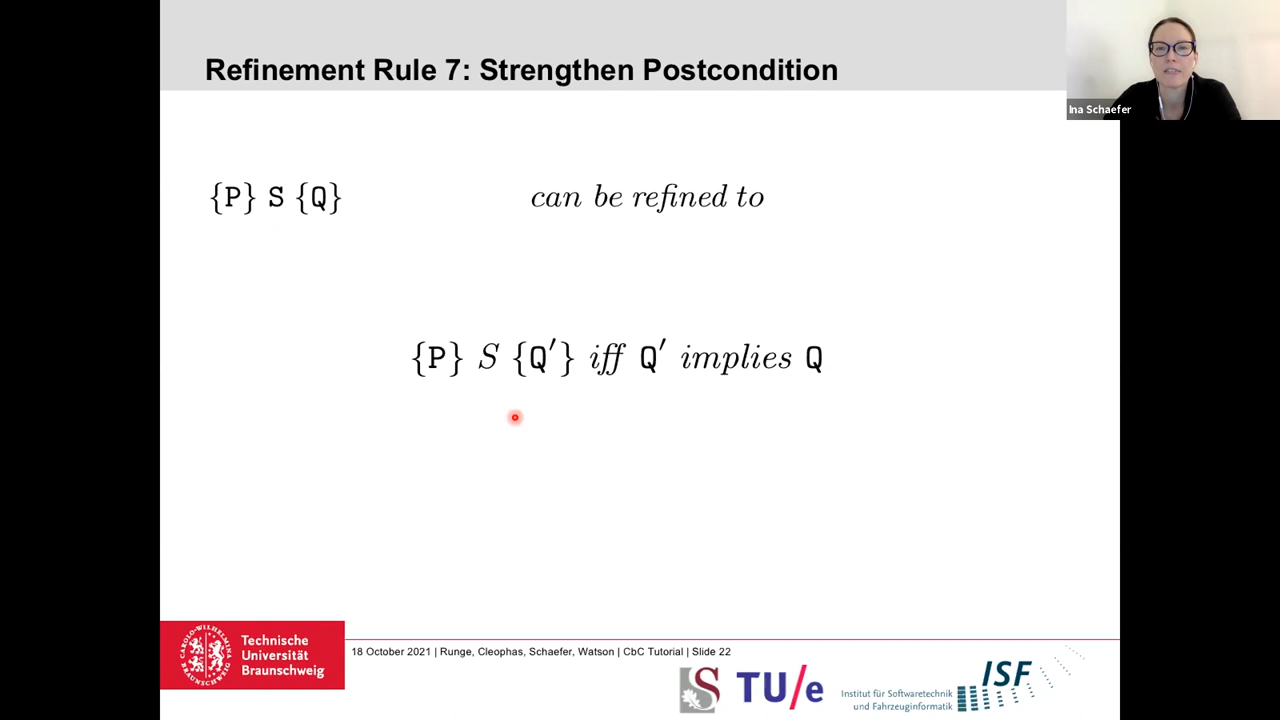 Refinement Rule 7: Strengthen Postcondition
Ina Schaefer
{P} S {Q} can be refined to
{P} S {Q′} iff Q′ implies Q
Technische
Universität
Braunschweig
18 October 2021 | Runge, Cleophas, Schaefer, Watson | CbC Tutorial | Slide 22
S
TU/e
Institut für Softwaretechnik
und Fahrzeuginformatik
ISF